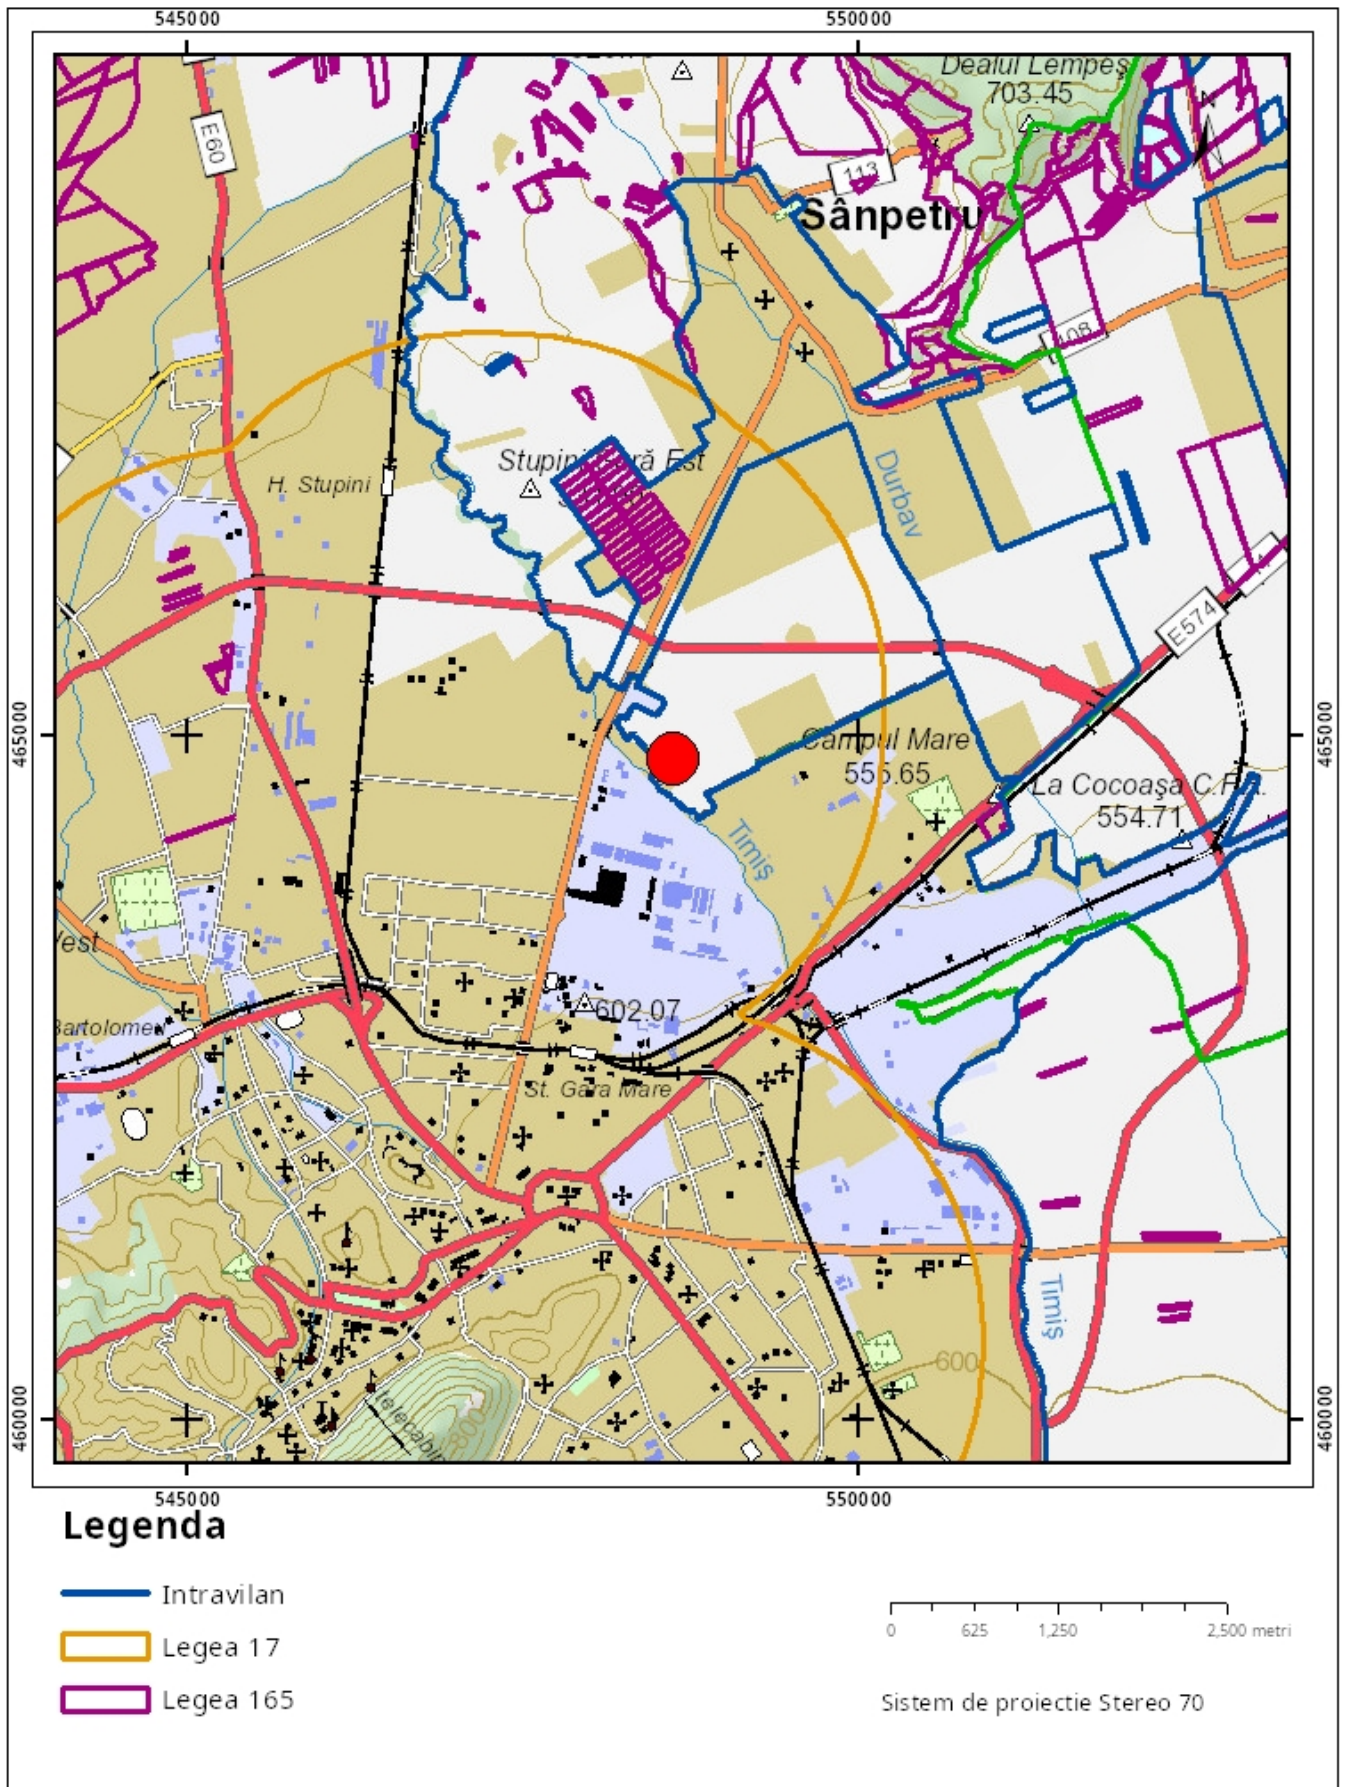 545000 550000
Dealul Lempeş
703.45
E60
113
Sânpetru
108
H. Stupini
Durbav
E574
465000 465000
Câmpul Mare
555.65
La Cocoaşa C.F.R.
554.71
Timiş
Vest
602.07
Bartolomeu
St. Gara Mare
Timiş
600
460000 460000
telecabin
800
545000 550000
Legenda
Intravilan
Legea 17
Legea 165
0 625 1,250 2,500 metri
Sistem de proiectie Stereo 70